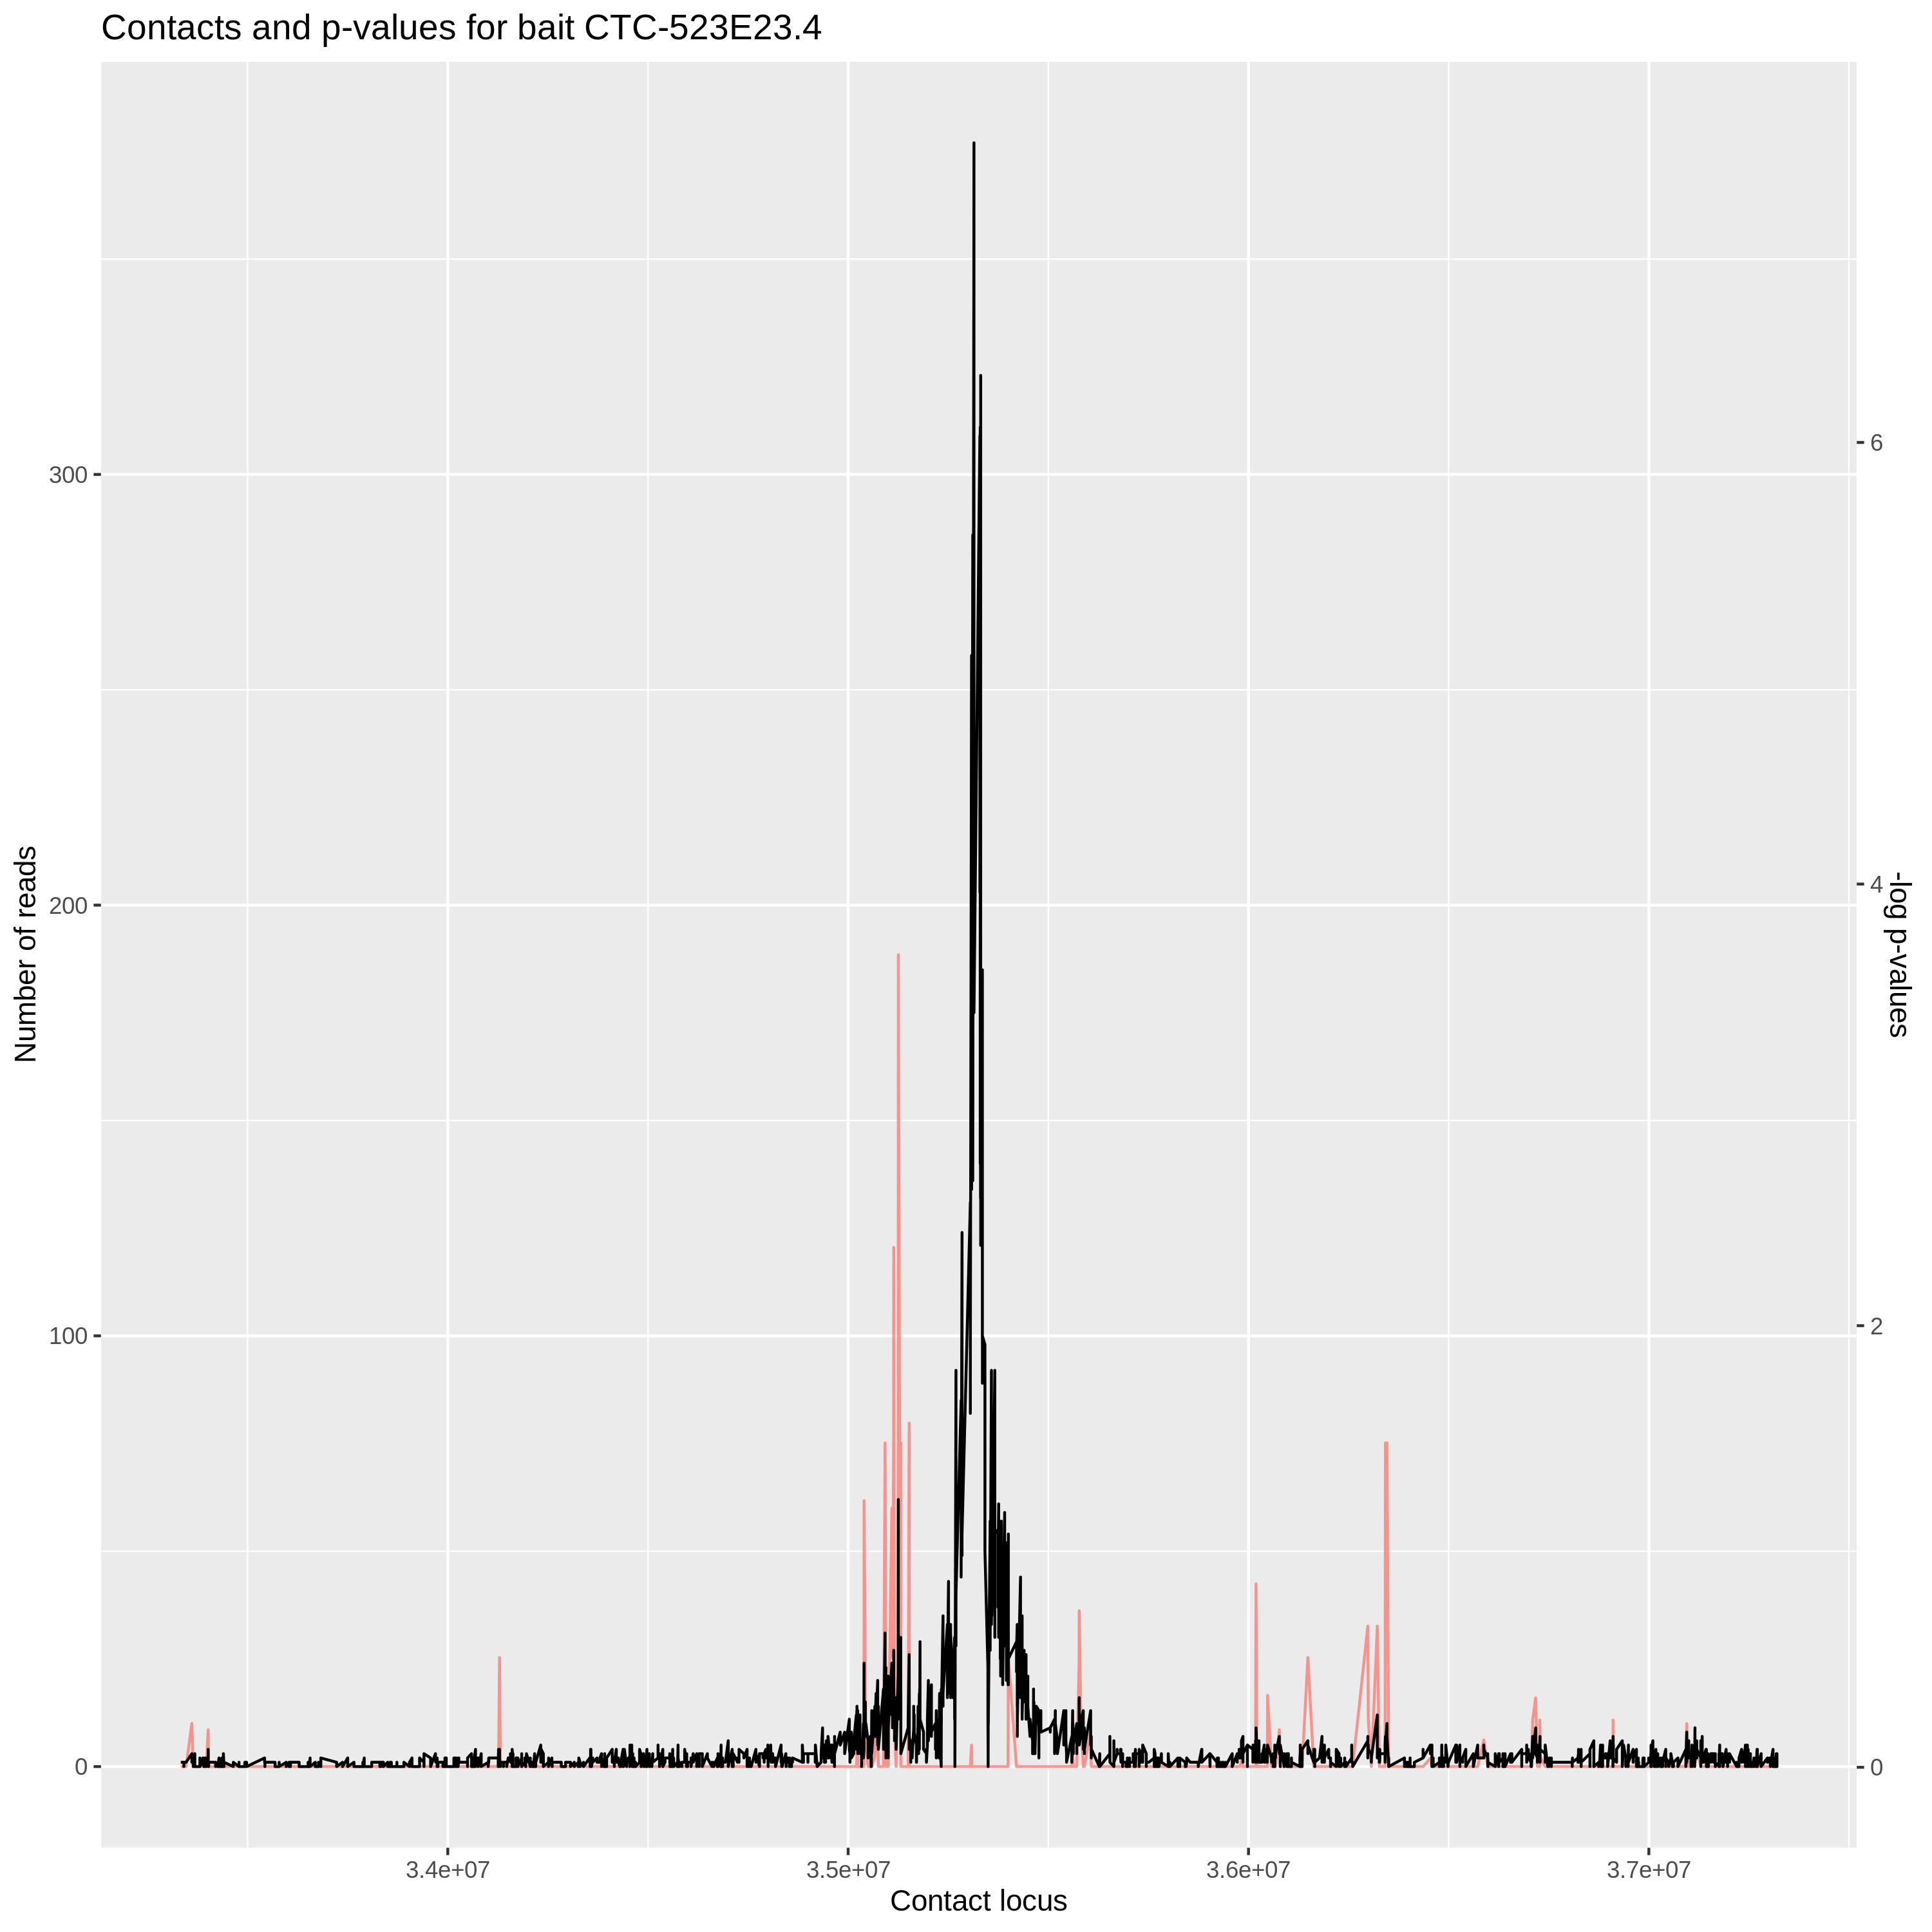 Contacts and p-values for bait CTC-523E23.4
300
200
100
0
Number of reads
6
4
2
0
-log p-values
3.4e+07
3.5e+07
3.6e+07
3.7e+07
Contact locus